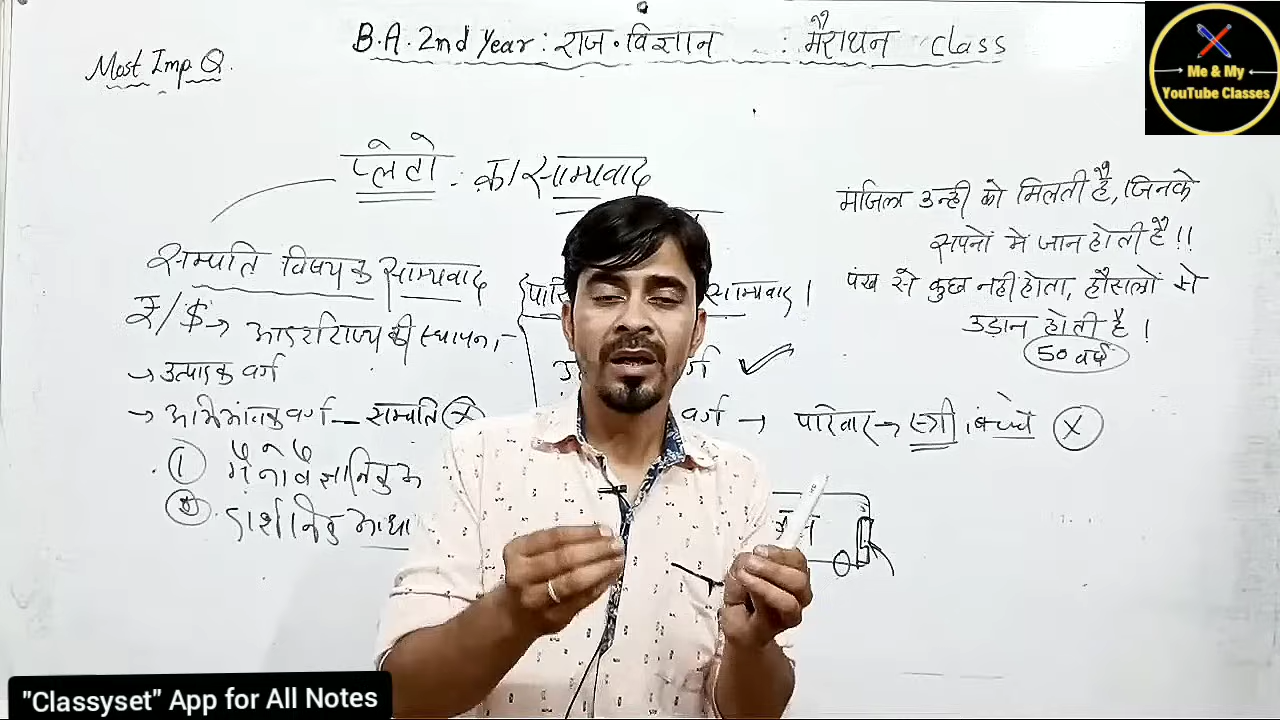 B.A. 2nd Year : राज॰विज्ञान : मैराथन Class
Most Imp Q.
Me & My
YouTube Classes
प्लेटो का साम्यवाद
सम्पति विषयक साम्यवाद
साम्यवाद।
₹/$ → आदर्श राज्य की स्थापना
→ उत्पादक वर्ग
→ अभिभावक वर्ग – सम्पति X
वर्ग → परिवार → स्त्री, बच्चे X
① मनोवैज्ञानिक
② दार्शनिक आधा
मंजिल उन्ही को मिलती है, जिनके
सपनों मे जान होती है!!
पंख से कुछ नहीं होता, हौसलों से
उड़ान होती है।
50 वर्ष
"Classyset" App for All Notes